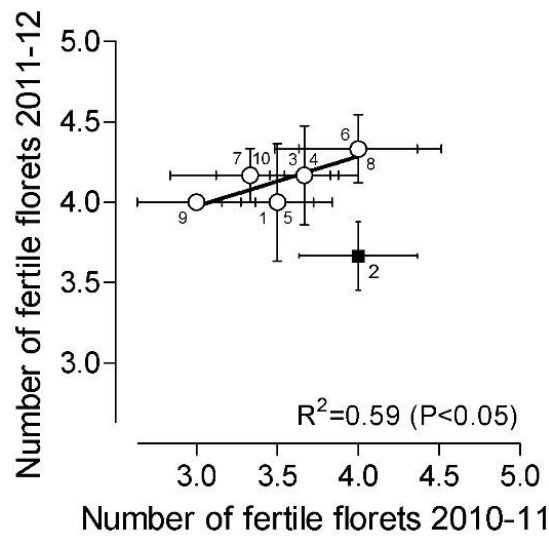 Number of fertile florets 2011-12
5.0
4.5
4.0
3.5
3.0
6
7 10 3 4
8
9 1 5
2
R²=0.59 (P<0.05)
3.0 3.5 4.0 4.5 5.0
Number of fertile florets 2010-11